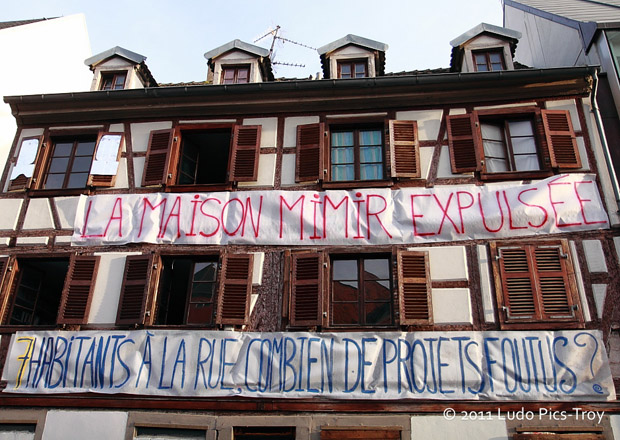 LA MAISON MIMIR EXPULSÉE
7 HABITANTS À LA RUE, COMBIEN DE PROJETS FOUTUS?
© 2011 Ludo Pics-Troy